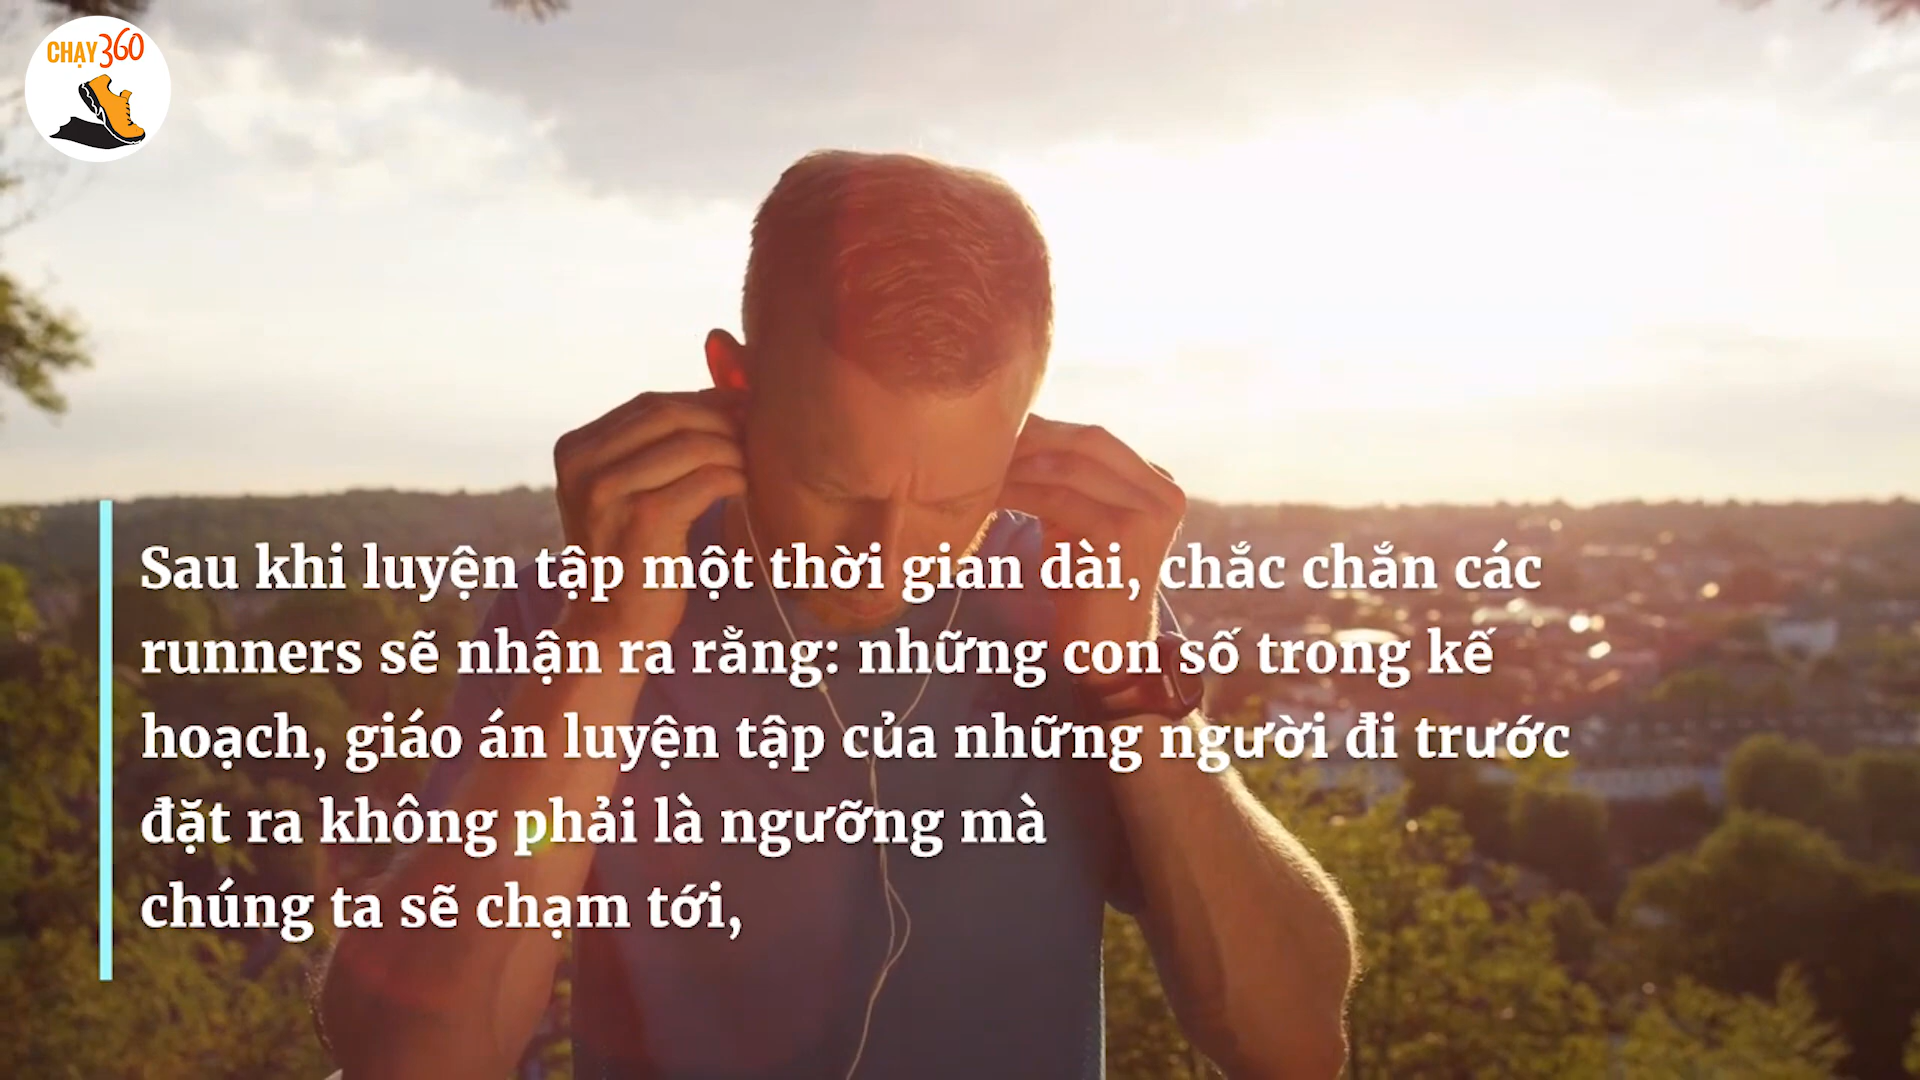 CHẠY 360
Sau khi luyện tập một thời gian dài, chắc chắn các
runners sẽ nhận ra rằng: những con số trong kế
hoạch, giáo án luyện tập của những người đi trước
đặt ra không phải là ngưỡng mà
chúng ta sẽ chạm tới,